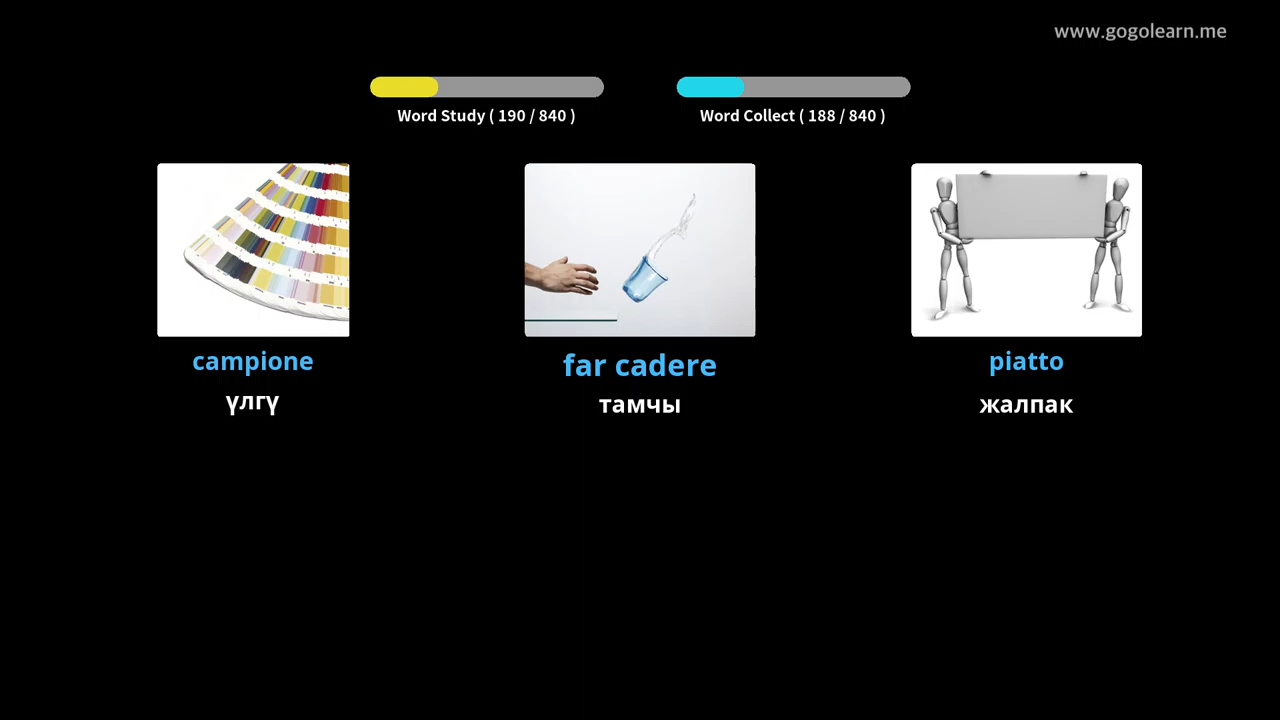 www.gogolearn.me
Word Study ( 190 / 840 )
Word Collect ( 188 / 840 )
campione
far cadere
piatto
үлгү
тамчы
жалпак